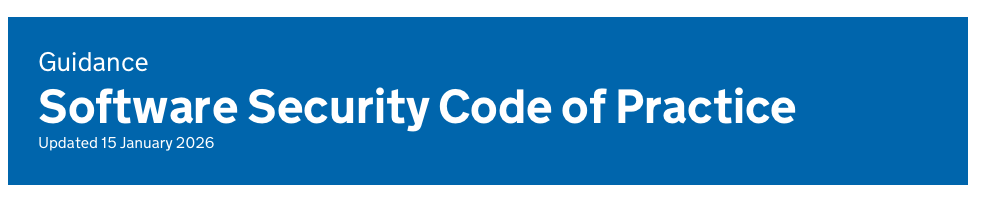 Guidance
Software Security Code of Practice
Updated 15 January 2026